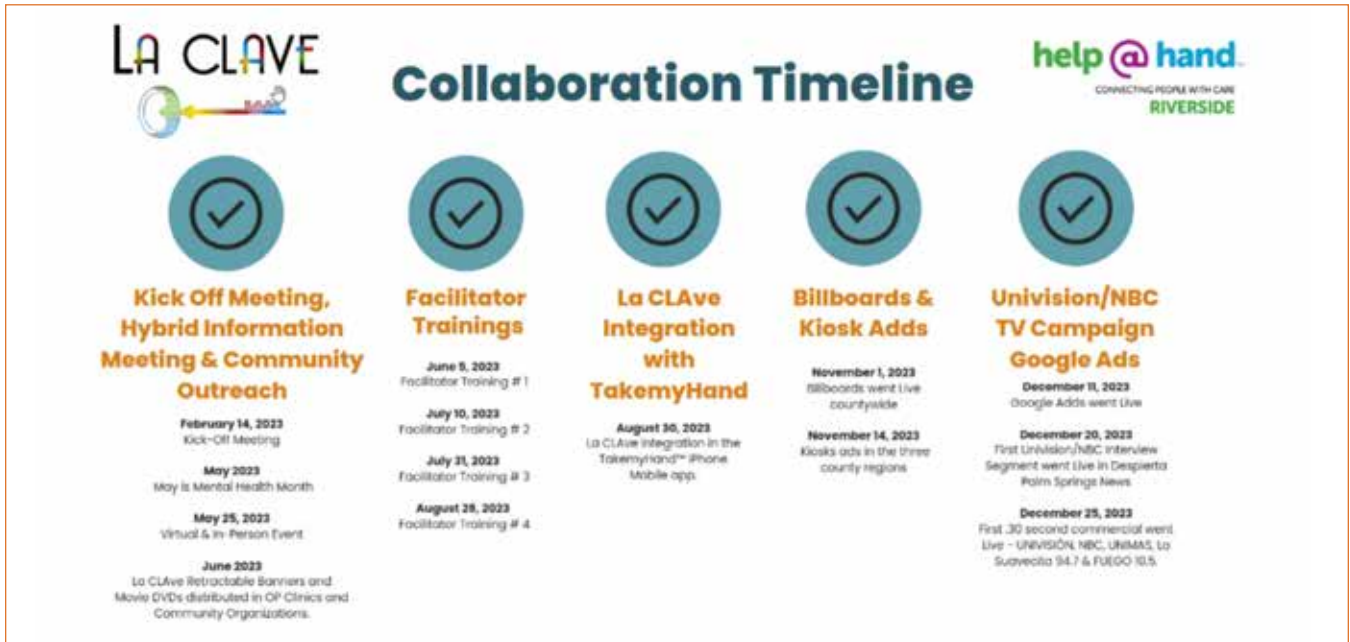 LA CLAVE
Collaboration Timeline
help @ hand
CONNECTING PEOPLE WITH CARE
RIVERSIDE
Kick Off Meeting,
Hybrid Information
Meeting & Community
Outreach
February 14, 2023
Kick-Off Meeting
May 2023
May is Mental Health Month
May 25, 2023
Virtual & In-Person Event
June 2023
La CLAve Retractable Banners and
Movie DVDs distributed in OP Clinics and
Community Organizations.
Facilitator
Trainings
June 5, 2023
Facilitator Training # 1
July 10, 2023
Facilitator Training # 2
July 31, 2023
Facilitator Training # 3
August 28, 2023
Facilitator Training # 4
La CLAve
Integration
with
TakemyHand
August 30, 2023
La CLAve Integration in the
TakemyHand™ iPhone
Mobile app.
Billboards &
Kiosk Adds
November 1, 2023
Billboards went Live
countywide
November 14, 2023
Kiosks ads in the three
county regions
Univision/NBC
TV Campaign
Google Ads
December 11, 2023
Google Adds went Live
December 20, 2023
First Univision/NBC Interview
Segment went Live in Despierta
Palm Springs News
December 25, 2023
First .30 second commercial went
Live - UNIVISIÓN, NBC, UNIMAS, La
Suavecita 94.7 & FUEGO 10.5.